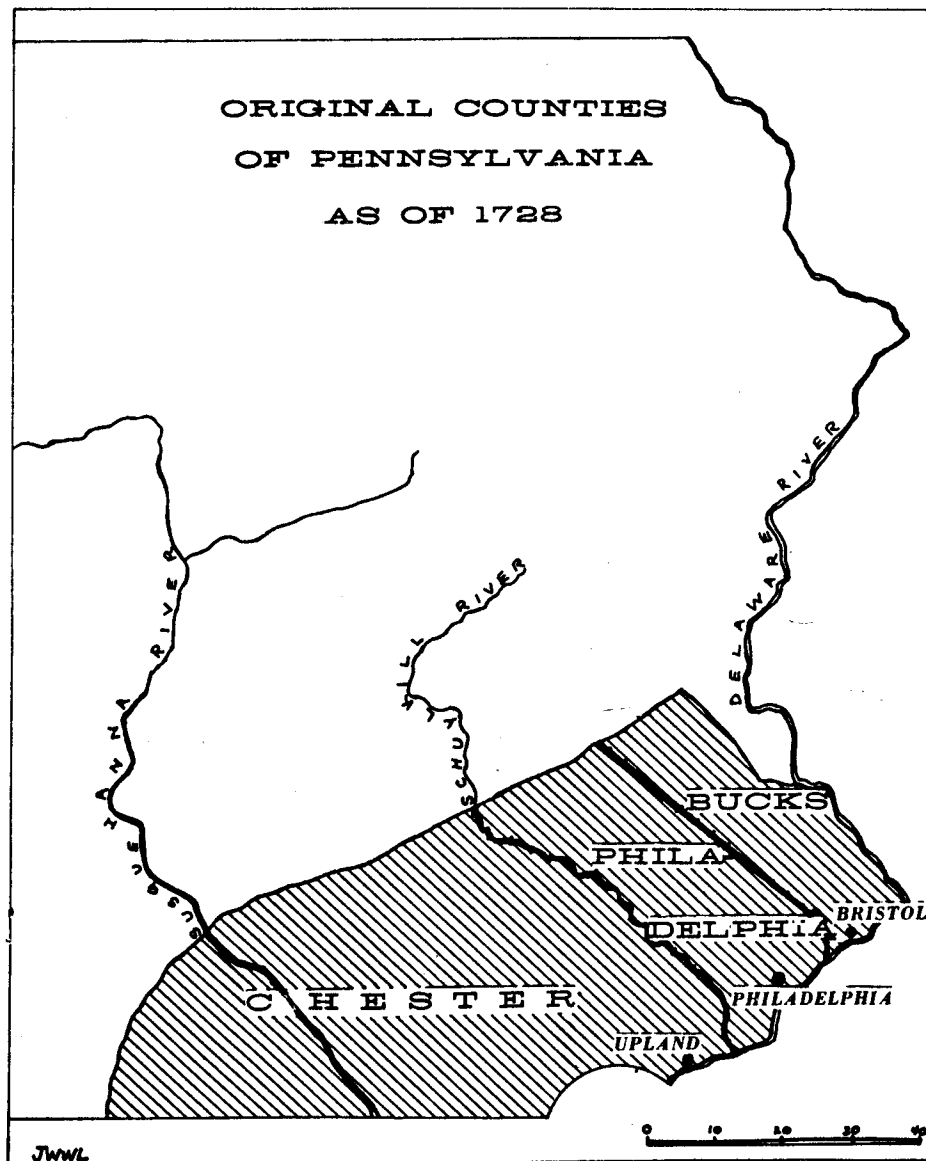 ORIGINAL COUNTIES
OF PENNSYLVANIA
AS OF 1728
DELAWARE RIVER
SUSQUEHANNA RIVER
SCHUYLKILL RIVER
BUCKS
PHILA-
DELPHIA
BRISTOL
CHESTER
PHILADELPHIA
UPLAND
0 10 20 30 40
JWWL